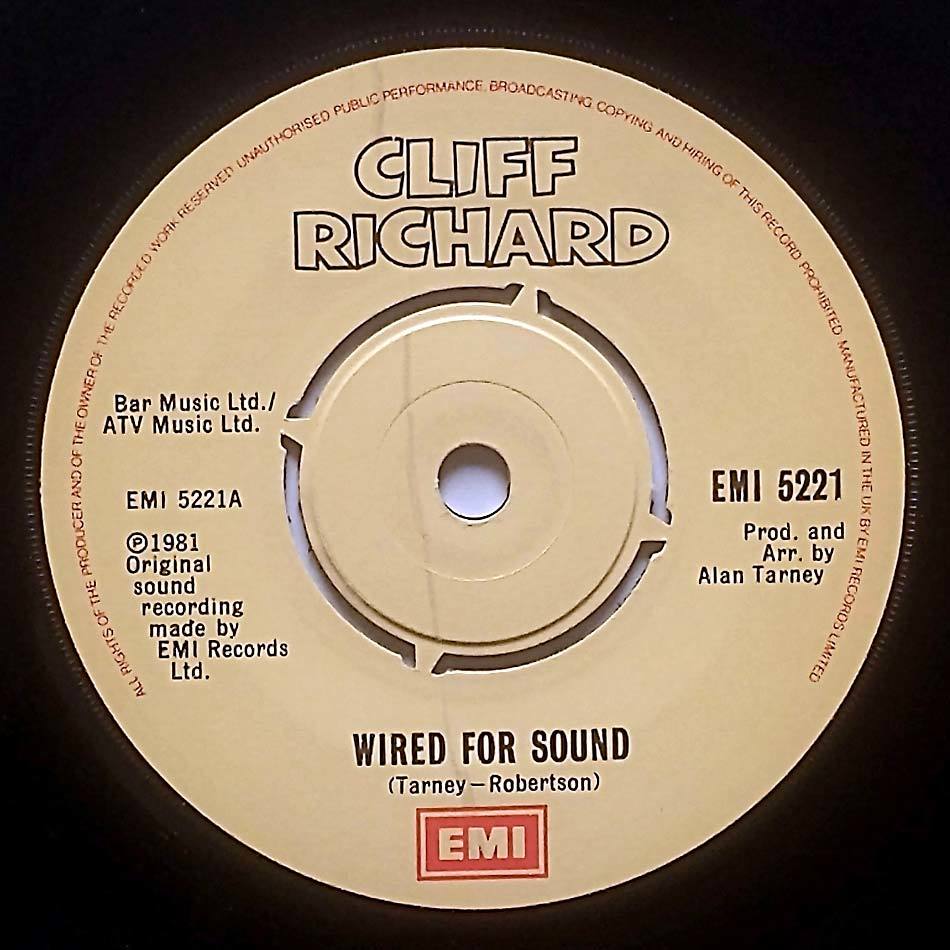 ALL RIGHTS OF THE PRODUCER AND OF THE OWNER OF THE RECORDED WORK RESERVED. UNAUTHORISED PUBLIC PERFORMANCE, BROADCASTING, COPYING AND HIRING OF THIS RECORD PROHIBITED. MANUFACTURED IN THE UK BY EMI RECORDS LIMITED
CLIFF
RICHARD
Bar Music Ltd./
ATV Music Ltd.
EMI 5221A
℗1981
Original
sound
recording
made by
EMI Records
Ltd.
EMI 5221
Prod. and
Arr. by
Alan Tarney
WIRED FOR SOUND
(Tarney–Robertson)
EMI